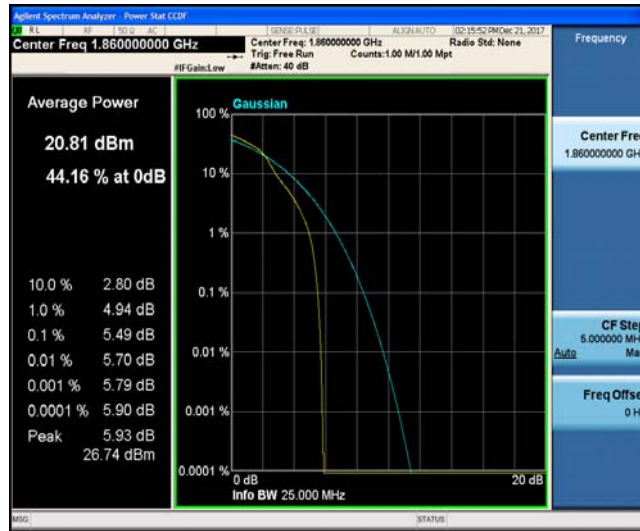 Agilent Spectrum Analyzer - Power Stat CCDF
RL RF 50 Ω AC SENSE:PULSE ALIGN AUTO 02:15:52 PM Dec 21, 2017
Center Freq 1.860000000 GHz
Center Freq: 1.860000000 GHz Radio Std: None
Trig: Free Run Counts:1.00 M/1.00 Mpt
#IFGain:Low #Atten: 40 dB
Frequency
Average Power
20.81 dBm
44.16 % at 0dB
10.0 % 2.80 dB
1.0 % 4.94 dB
0.1 % 5.49 dB
0.01 % 5.70 dB
0.001 % 5.79 dB
0.0001 % 5.90 dB
Peak 5.93 dB
26.74 dBm
Gaussian
100 %
10 %
1 %
0.1 %
0.01 %
0.001 %
0.0001 %
0 dB 20 dB
Info BW 25.000 MHz
Center Fre
1.860000000 GH
CF Step
5.000000 MH
Auto Ma
Freq Offse
0 H
MSG STATUS